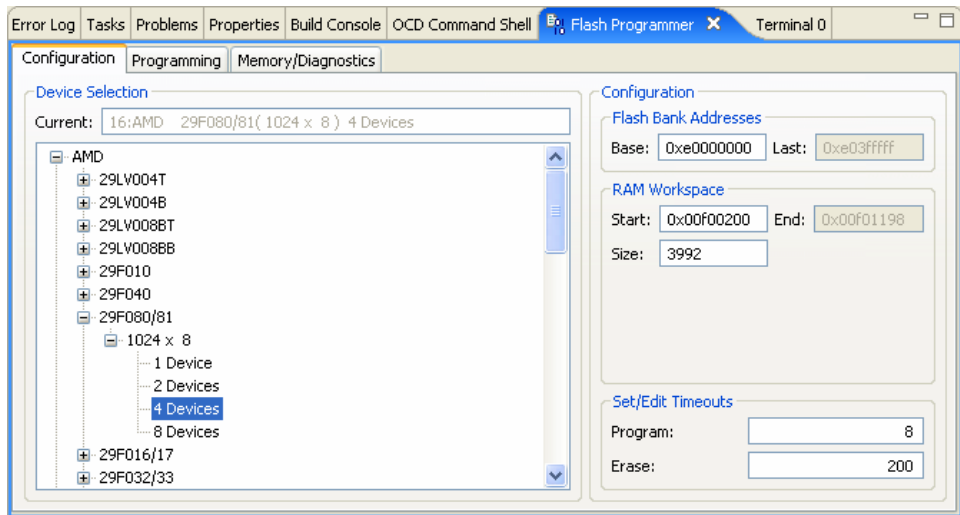 Error Log Tasks Problems Properties Build Console OCD Command Shell Flash Programmer Terminal 0
Configuration Programming Memory/Diagnostics
Device Selection
Current: 16:AMD 29F080/81( 1024 x 8 ) 4 Devices
AMD
29LV004T
29LV004B
29LV008BT
29LV008BB
29F010
29F040
29F080/81
1024 x 8
1 Device
2 Devices
4 Devices
8 Devices
29F016/17
29F032/33
Configuration
Flash Bank Addresses
Base: 0xe0000000 Last: 0xe03fffff
RAM Workspace
Start: 0x00f00200 End: 0x00f01198
Size: 3992
Set/Edit Timeouts
Program: 8
Erase: 200